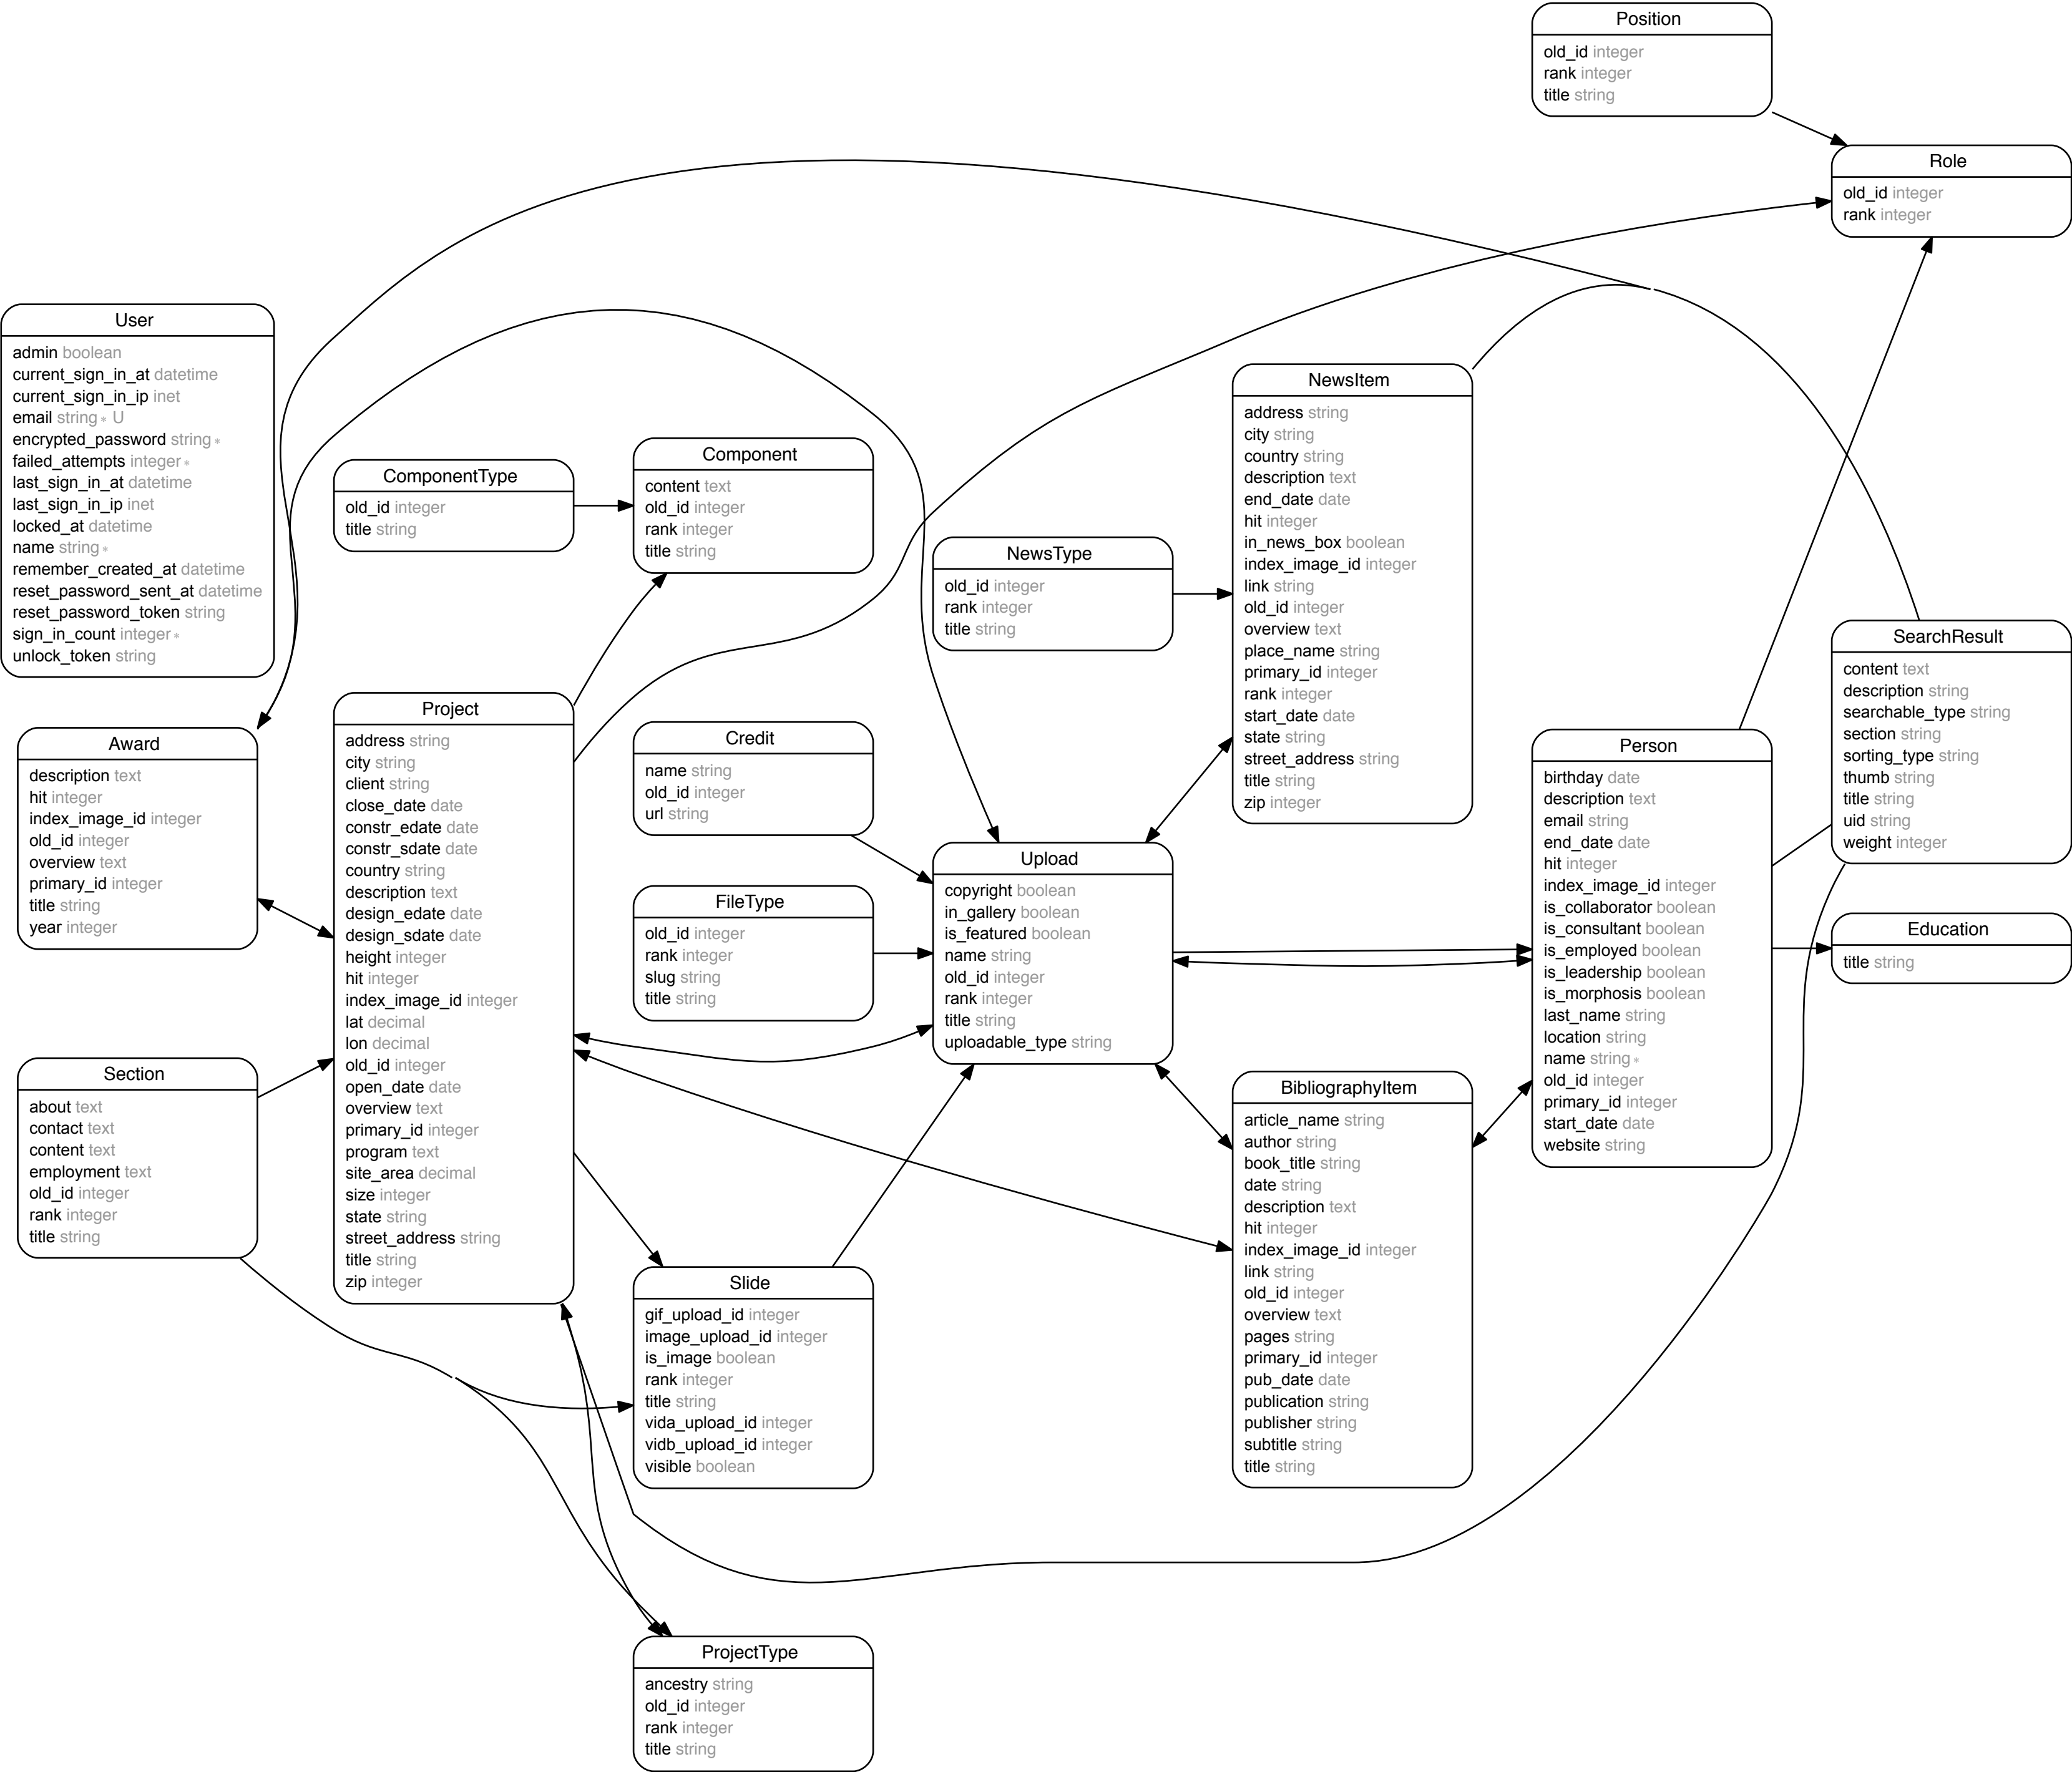 Position
old_id integer
rank integer
title string
Role
old_id integer
rank integer
User
admin boolean
current_sign_in_at datetime
current_sign_in_ip inet
email string * U
encrypted_password string *
failed_attempts integer *
last_sign_in_at datetime
last_sign_in_ip inet
locked_at datetime
name string *
remember_created_at datetime
reset_password_sent_at datetime
reset_password_token string
sign_in_count integer *
unlock_token string
ComponentType
old_id integer
title string
Component
content text
old_id integer
rank integer
title string
NewsType
old_id integer
rank integer
title string
NewsItem
address string
city string
country string
description text
end_date date
hit integer
in_news_box boolean
index_image_id integer
link string
old_id integer
overview text
place_name string
primary_id integer
rank integer
start_date date
state string
street_address string
title string
zip integer
SearchResult
content text
description string
searchable_type string
section string
sorting_type string
thumb string
title string
uid string
weight integer
Award
description text
hit integer
index_image_id integer
old_id integer
overview text
primary_id integer
title string
year integer
Project
address string
city string
client string
close_date date
constr_edate date
constr_sdate date
country string
description text
design_edate date
design_sdate date
height integer
hit integer
index_image_id integer
lat decimal
lon decimal
old_id integer
open_date date
overview text
primary_id integer
program text
site_area decimal
size integer
state string
street_address string
title string
zip integer
Credit
name string
old_id integer
url string
FileType
old_id integer
rank integer
slug string
title string
Upload
copyright boolean
in_gallery boolean
is_featured boolean
name string
old_id integer
rank integer
title string
uploadable_type string
Person
birthday date
description text
email string
end_date date
hit integer
index_image_id integer
is_collaborator boolean
is_consultant boolean
is_employed boolean
is_leadership boolean
is_morphosis boolean
last_name string
location string
name string *
old_id integer
primary_id integer
start_date date
website string
Education
title string
Section
about text
contact text
content text
employment text
old_id integer
rank integer
title string
BibliographyItem
article_name string
author string
book_title string
date string
description text
hit integer
index_image_id integer
link string
old_id integer
overview text
pages string
primary_id integer
pub_date date
publication string
publisher string
subtitle string
title string
Slide
gif_upload_id integer
image_upload_id integer
is_image boolean
rank integer
title string
vida_upload_id integer
vidb_upload_id integer
visible boolean
ProjectType
ancestry string
old_id integer
rank integer
title string